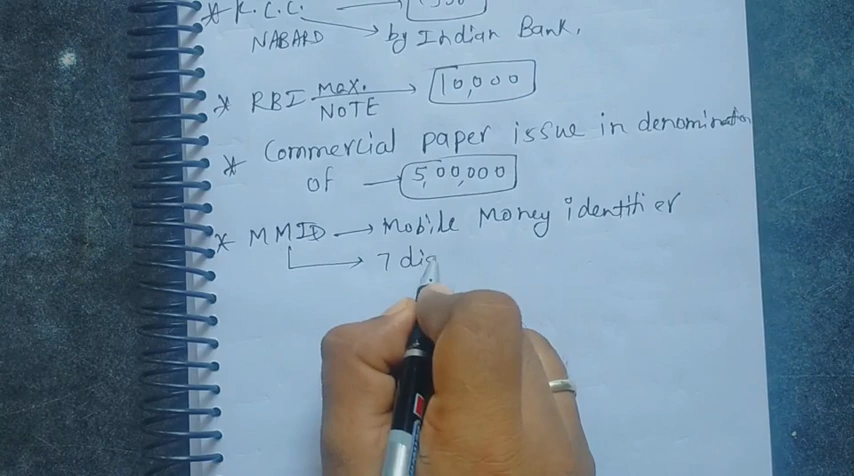 * K.C.C. →
NABARD → by Indian Bank,
* RBI Max. NOTE → 10,000
* Commercial paper issue in denomination
of → 5,00,000
* MMID → Mobile Money identifier
→ 7 dig